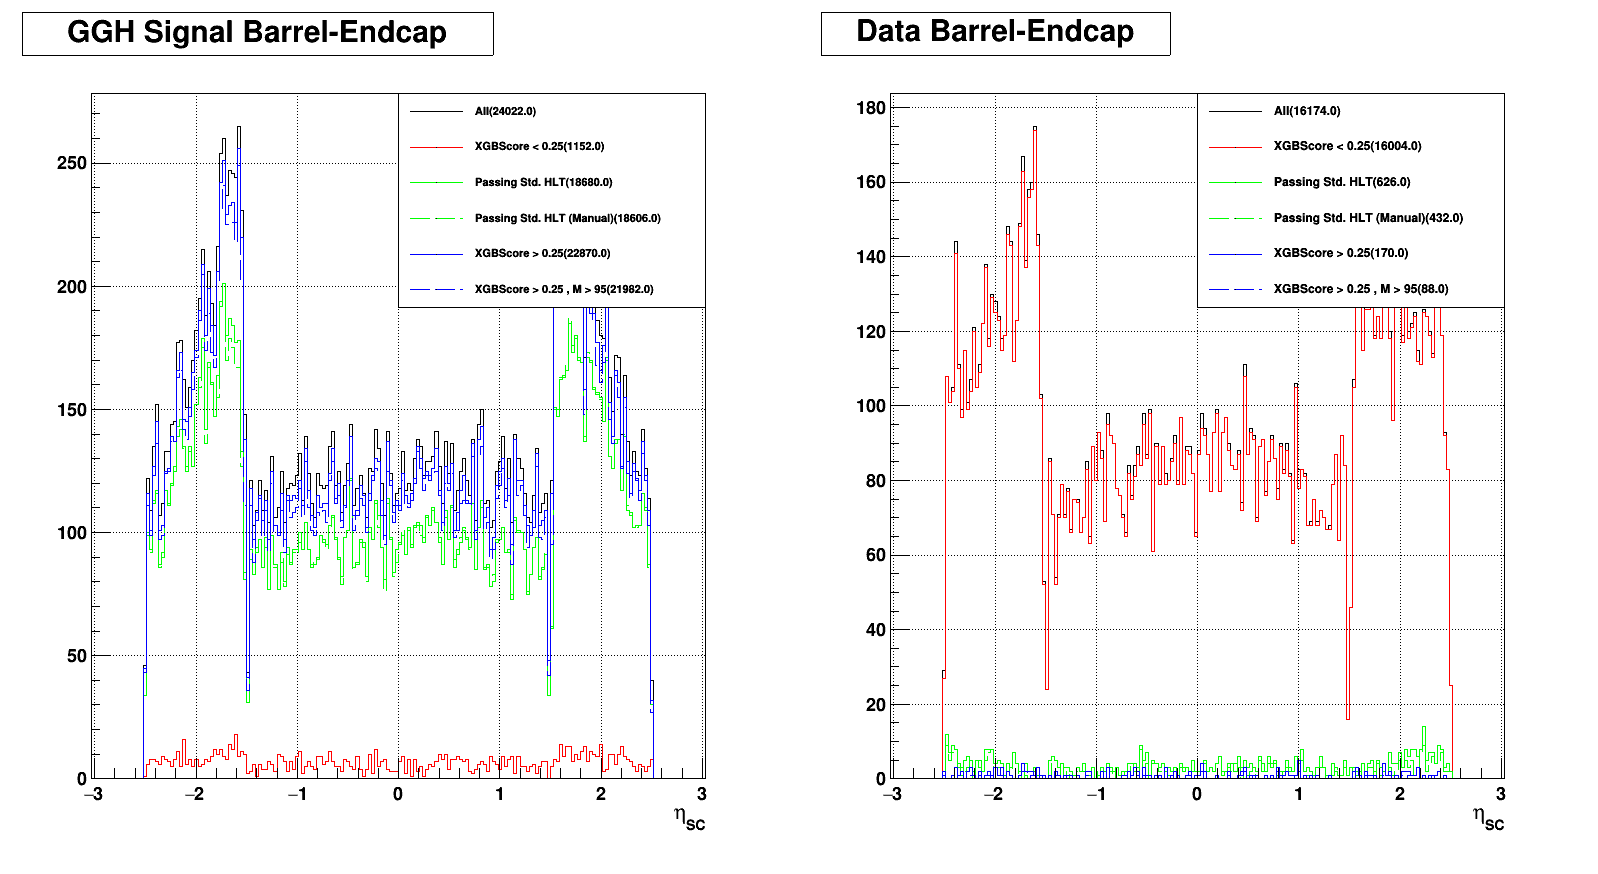 GGH Signal Barrel-Endcap
All(24022.0)
XGBScore < 0.25(1152.0)
Passing Std. HLT(18680.0)
Passing Std. HLT (Manual)(18606.0)
XGBScore > 0.25(22870.0)
XGBScore > 0.25 , M > 95(21982.0)
250
200
150
100
50
0
−3 −2 −1 0 1 2 3
ηSC
Data Barrel-Endcap
All(16174.0)
XGBScore < 0.25(16004.0)
Passing Std. HLT(626.0)
Passing Std. HLT (Manual)(432.0)
XGBScore > 0.25(170.0)
XGBScore > 0.25 , M > 95(88.0)
180
160
140
120
100
80
60
40
20
0
−3 −2 −1 0 1 2 3
ηSC